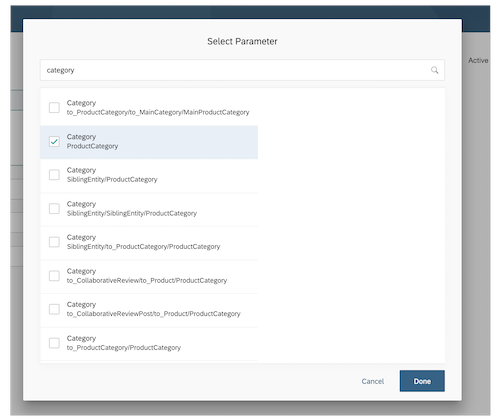 Select Parameter
category
Active
Category
to_ProductCategory/to_MainCategory/MainProductCategory
Category
ProductCategory
Category
SiblingEntity/ProductCategory
Category
SiblingEntity/SiblingEntity/ProductCategory
Category
SiblingEntity/to_ProductCategory/ProductCategory
Category
to_CollaborativeReview/to_Product/ProductCategory
Category
to_CollaborativeReviewPost/to_Product/ProductCategory
Category
to_ProductCategory/ProductCategory
Cancel
Done